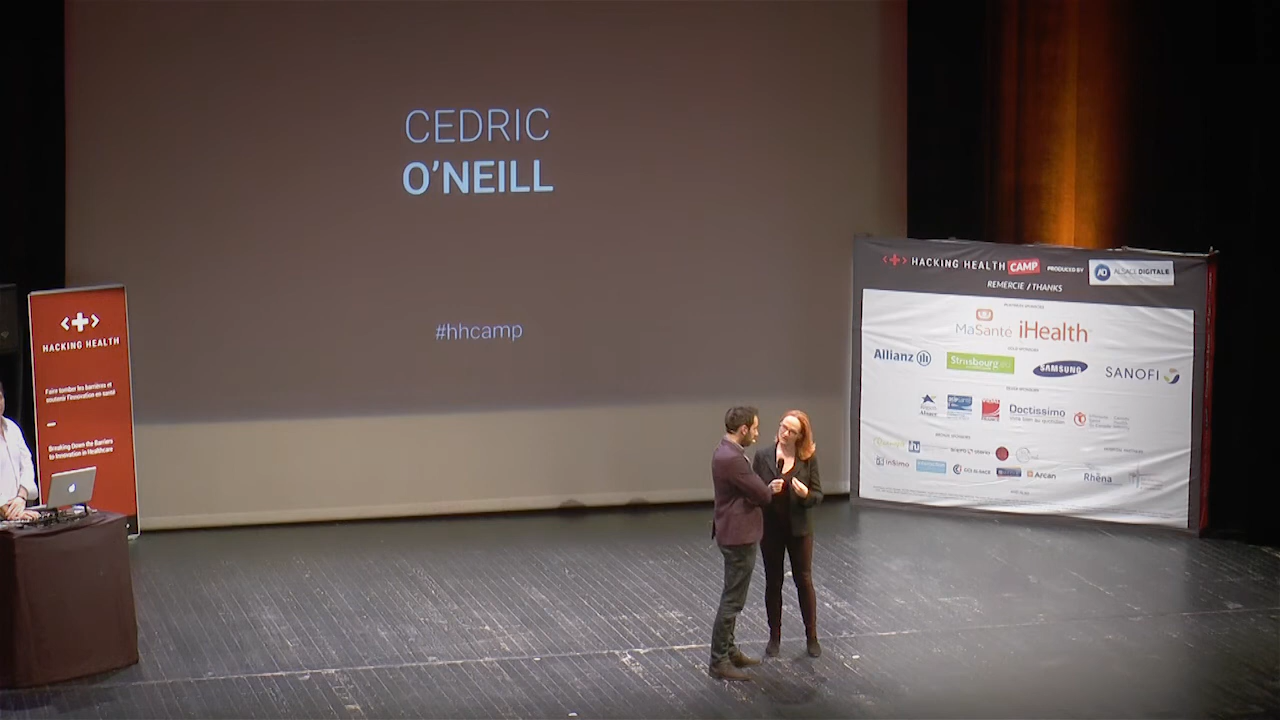 CEDRIC
O'NEILL
#hhcamp
HACKING HEALTH
Faire tomber les barrières et
soutenir l'innovation en santé
Breaking Down the Barriers
to Innovation in Healthcare
HACKING HEALTH CAMP PRODUCED BY ALSACE DIGITALE
REMERCIE / THANKS
MaSanté iHealth
Allianz Strasbourg.eu SAMSUNG SANOFI
Doctissimo
inSimo Arcan Rhéna